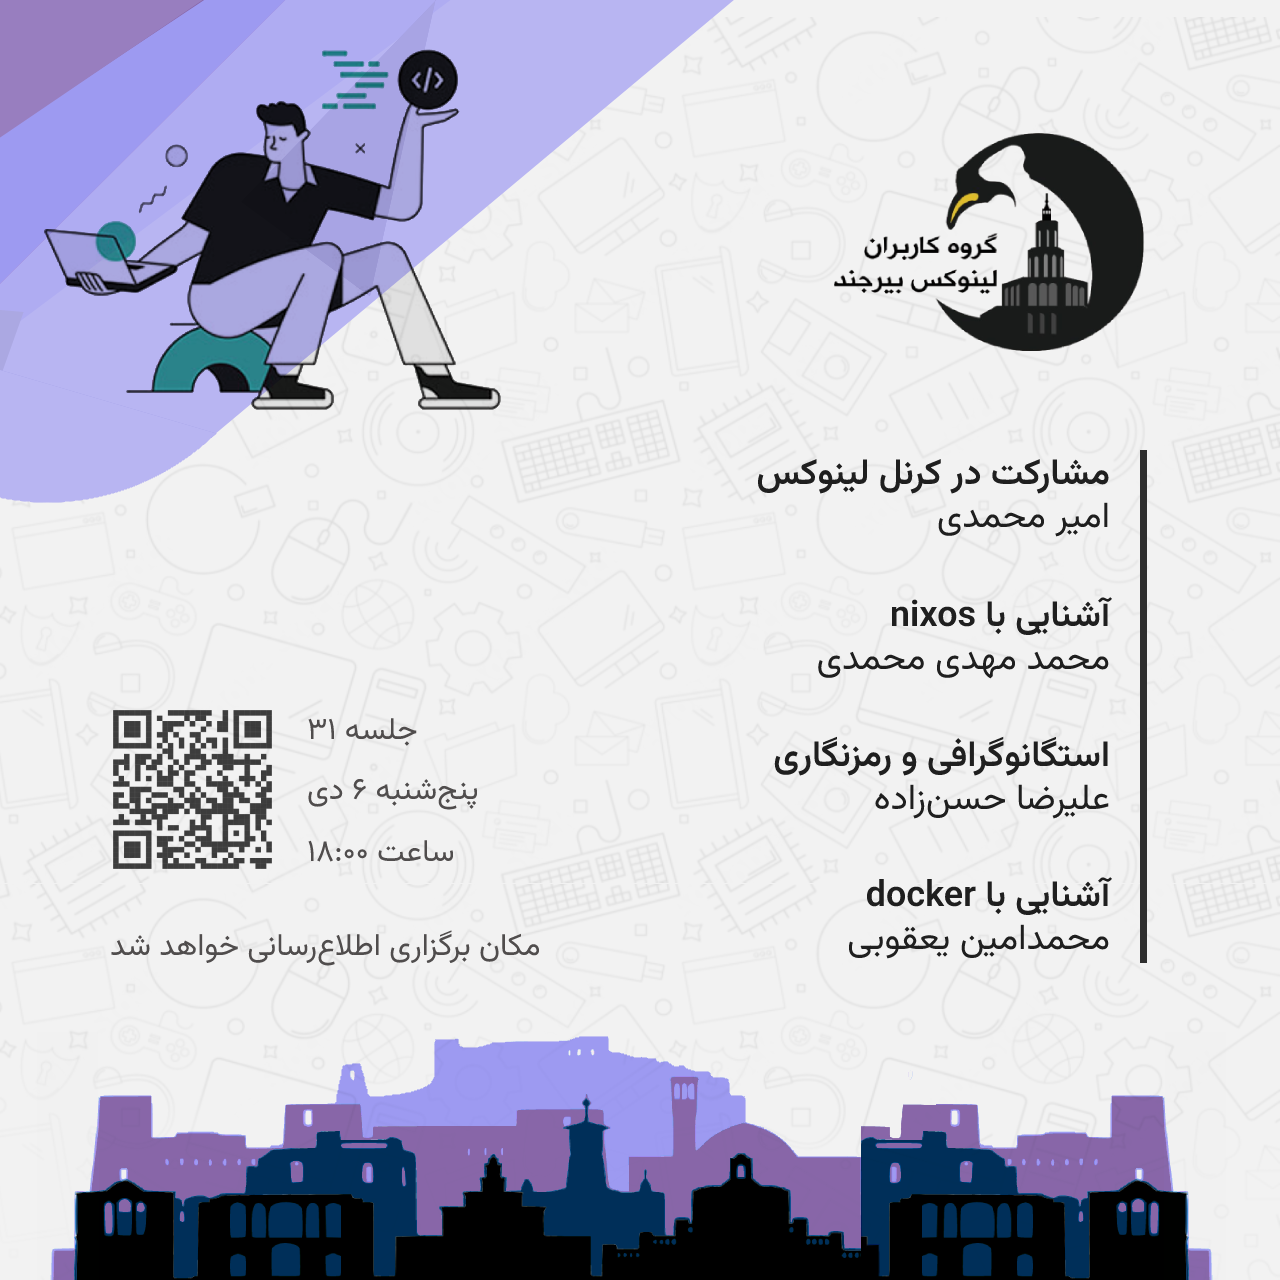 </>
گروه کاربران
لینوکس بیرجند
مشارکت در کرنل لینوکس
امیر محمدی
آشنایی با nixos
محمد مهدی محمدی
استگانوگرافی و رمزنگاری
علیرضا حسن‌زاده
آشنایی با docker
محمدامین یعقوبی
جلسه ۳۱
پنج‌شنبه ۶ دی
ساعت ۱۸:۰۰
مکان برگزاری اطلاع‌رسانی خواهد شد